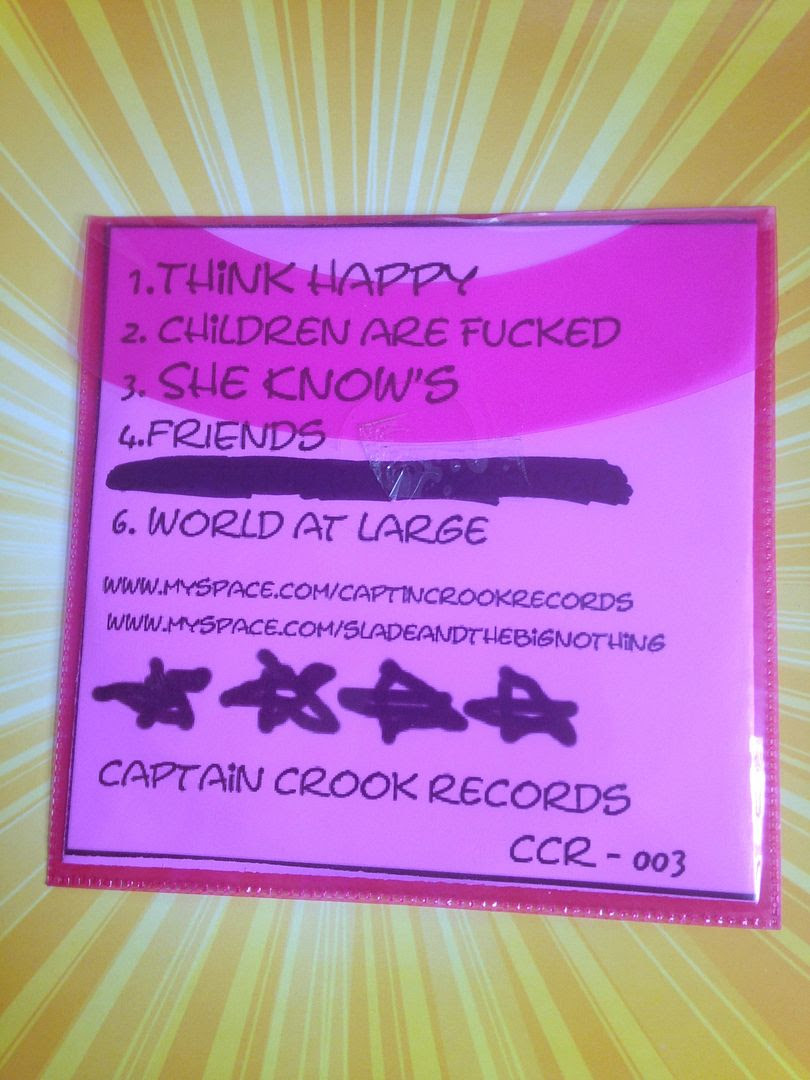 1. THiNK HAPPY
2. CHiLDREN ARE FUCKED
3. SHE KNOW'S
4. FRIENDS
6. WORLD AT LARGE
WWW.MYSPACE.COM/CAPTINCROOKRECORDS
WWW.MYSPACE.COM/SLADEANDTHEBiGNOTHiNG
CAPTAiN CROOK RECORDS
CCR - 003